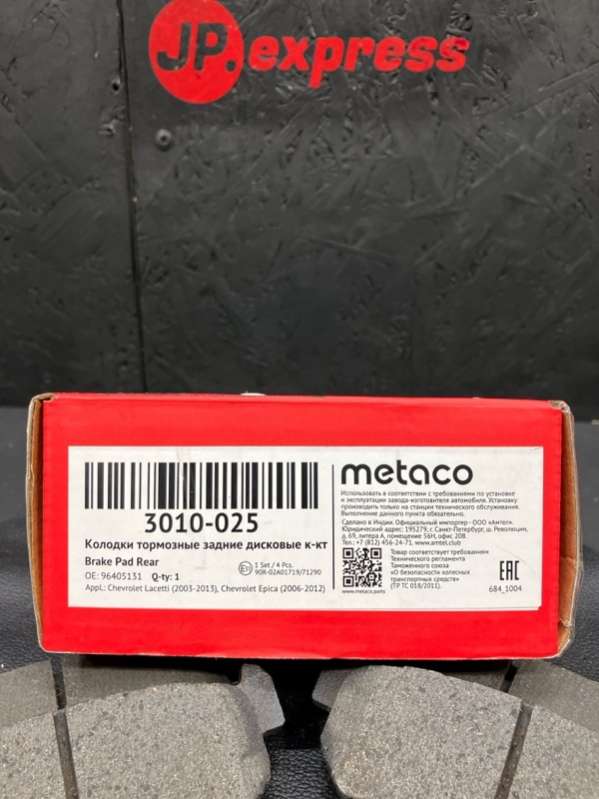 JP.express
3010-025
Колодки тормозные задние дисковые к-кт
Brake Pad Rear
1 Set / 4 Pcs.
90R-02A01719/71290
OE: 96405131 Q-ty: 1
Appl.: Chevrolet Lacetti (2003-2013), Chevrolet Epica (2006-2012)
metaco
Использовать в соответствии с требованиями по установке
и эксплуатации завода-изготовителя автомобиля. Установку
производить только на станции технического обслуживания.
Выполнение данного пункта обязательно.
Сделано в Индии. Официальный импортер - ООО «Амтел».
Юридический адрес: 195279, г. Санкт-Петербург, ш. Революции,
д. 69, литера А, помещение 56Н, офис 20В.
Тел.: +7 (812) 456-24-71. www.amtel.club
Товар соответствует требованиям
Технического регламента
Таможенного союза
«О безопасности колесных
транспортных средств»
(ТР ТС 018/2011).
www.metaco.parts
EAC
684_1004